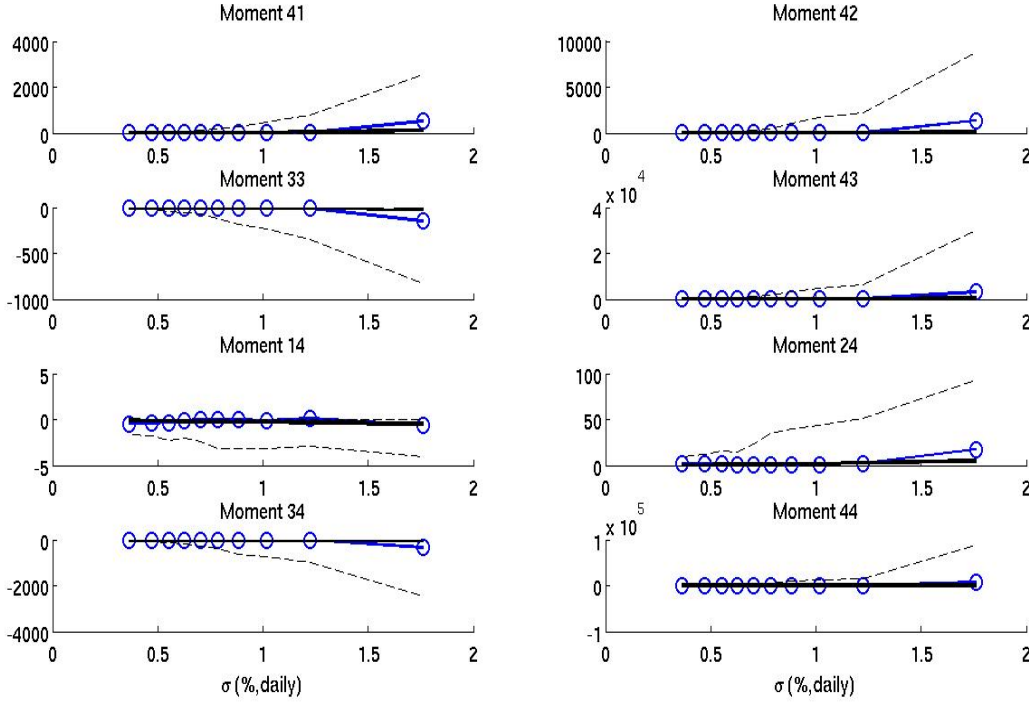 Moment 41
4000
2000
0
0 0.5 1 1.5 2
Moment 42
10000
5000
0
0 0.5 1 1.5 2
Moment 33
0
-500
-1000
0 0.5 1 1.5 2
x 10^4
Moment 43
4
2
0
0 0.5 1 1.5 2
Moment 14
5
0
-5
0 0.5 1 1.5 2
Moment 24
100
50
0
0 0.5 1 1.5 2
Moment 34
0
-2000
-4000
0 0.5 1 1.5 2
σ (%,daily)
x 10^5
Moment 44
1
0
-1
0 0.5 1 1.5 2
σ (%,daily)